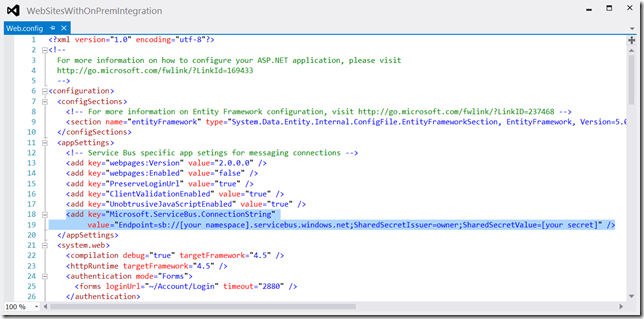 WebSitesWithOnPremIntegration
Web.config
1 <?xml version="1.0" encoding="utf-8"?>
2 <!--
3 For more information on how to configure your ASP.NET application, please visit
4 http://go.microsoft.com/fwlink/?LinkId=169433
5 -->
6 <configuration>
7 <configSections>
8 <!-- For more information on Entity Framework configuration, visit http://go.microsoft.com/fwlink/?LinkID=237468 -->
9 <section name="entityFramework" type="System.Data.Entity.Internal.ConfigFile.EntityFrameworkSection, EntityFramework, Version=5.0
10 </configSections>
11 <appSettings>
12 <!-- Service Bus specific app setings for messaging connections -->
13 <add key="webpages:Version" value="2.0.0.0" />
14 <add key="webpages:Enabled" value="false" />
15 <add key="PreserveLoginUrl" value="true" />
16 <add key="ClientValidationEnabled" value="true" />
17 <add key="UnobtrusiveJavaScriptEnabled" value="true" />
18 <add key="Microsoft.ServiceBus.ConnectionString"
19 value="Endpoint=sb://[your namespace].servicebus.windows.net;SharedSecretIssuer=owner;SharedSecretValue=[your secret]" />
20 </appSettings>
21 <system.web>
22 <compilation debug="true" targetFramework="4.5" />
23 <httpRuntime targetFramework="4.5" />
24 <authentication mode="Forms">
25 <forms loginUrl="~/Account/Login" timeout="2880" />
26 </authentication>
100 %